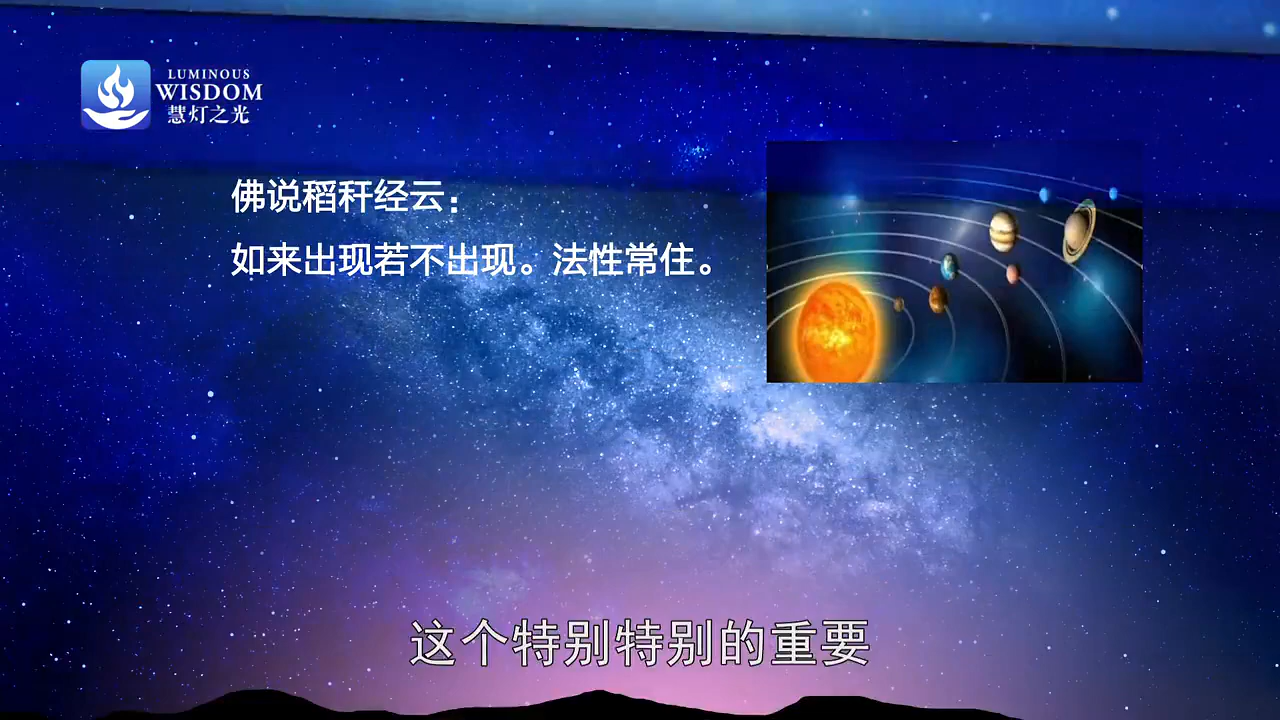 LUMINOUS
WISDOM
慧灯之光
佛说稻秆经云：
如来出现若不出现。法性常住。
这个特别特别的重要